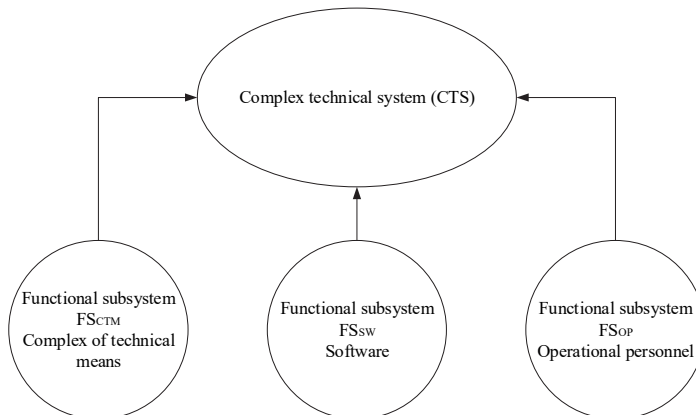 Complex technical system (CTS)
Functional subsystem
FSCTM
Complex of technical
means
Functional subsystem
FSSW
Software
Functional subsystem
FSOP
Operational personnel